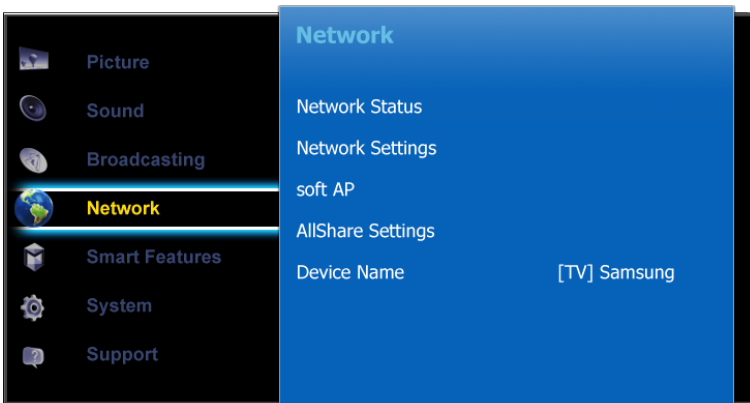 Picture
Sound
Broadcasting
Network
Smart Features
System
Support
Network
Network Status
Network Settings
soft AP
AllShare Settings
Device Name [TV] Samsung